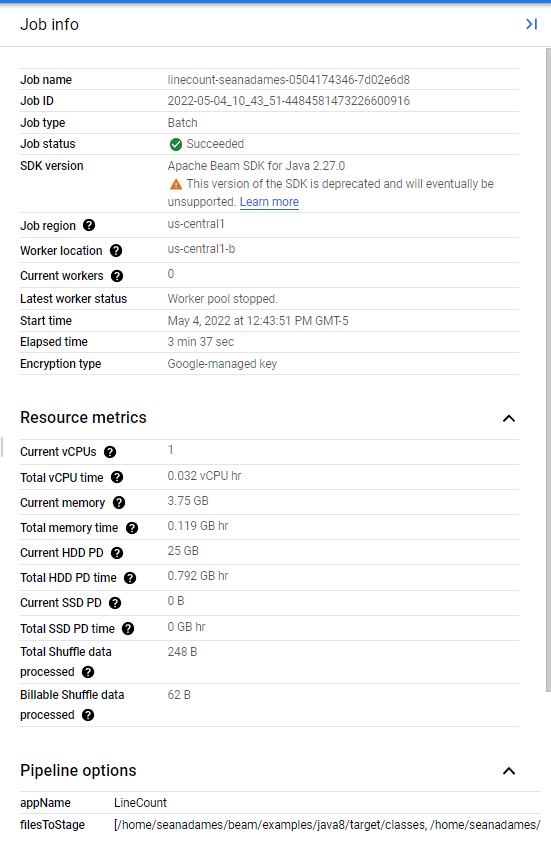 Job info
Job name linecount-seanadames-0504174346-7d02e6d8
Job ID 2022-05-04_10_43_51-4484581473226600916
Job type Batch
Job status Succeeded
SDK version Apache Beam SDK for Java 2.27.0
This version of the SDK is deprecated and will eventually be
unsupported. Learn more
Job region ? us-central1
Worker location ? us-central1-b
Current workers ? 0
Latest worker status Worker pool stopped.
Start time May 4, 2022 at 12:43:51 PM GMT-5
Elapsed time 3 min 37 sec
Encryption type Google-managed key
Resource metrics
Current vCPUs ? 1
Total vCPU time ? 0.032 vCPU hr
Current memory ? 3.75 GB
Total memory time ? 0.119 GB hr
Current HDD PD ? 25 GB
Total HDD PD time ? 0.792 GB hr
Current SSD PD ? 0 B
Total SSD PD time ? 0 GB hr
Total Shuffle data 248 B
processed ?
Billable Shuffle data 62 B
processed ?
Pipeline options
appName LineCount
filesToStage [/home/seanadames/beam/examples/java8/target/classes, /home/seanadames/